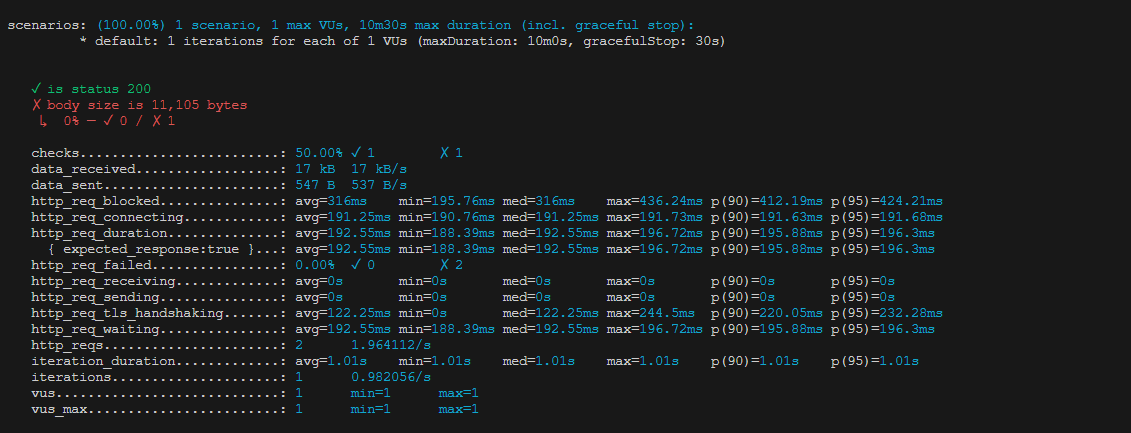 scenarios: (100.00%) 1 scenario, 1 max VUs, 10m30s max duration (incl. graceful stop):
* default: 1 iterations for each of 1 VUs (maxDuration: 10m0s, gracefulStop: 30s)
✓ is status 200
✗ body size is 11,105 bytes
↳ 0% — ✓ 0 / ✗ 1
checks.........................: 50.00% ✓ 1 ✗ 1
data_received..................: 17 kB 17 kB/s
data_sent......................: 547 B 537 B/s
http_req_blocked...............: avg=316ms min=195.76ms med=316ms max=436.24ms p(90)=412.19ms p(95)=424.21ms
http_req_connecting............: avg=191.25ms min=190.76ms med=191.25ms max=191.73ms p(90)=191.63ms p(95)=191.68ms
http_req_duration..............: avg=192.55ms min=188.39ms med=192.55ms max=196.72ms p(90)=195.88ms p(95)=196.3ms
{ expected_response:true }...: avg=192.55ms min=188.39ms med=192.55ms max=196.72ms p(90)=195.88ms p(95)=196.3ms
http_req_failed................: 0.00% ✓ 0 ✗ 2
http_req_receiving.............: avg=0s min=0s med=0s max=0s p(90)=0s p(95)=0s
http_req_sending...............: avg=0s min=0s med=0s max=0s p(90)=0s p(95)=0s
http_req_tls_handshaking.......: avg=122.25ms min=0s med=122.25ms max=244.5ms p(90)=220.05ms p(95)=232.28ms
http_req_waiting...............: avg=192.55ms min=188.39ms med=192.55ms max=196.72ms p(90)=195.88ms p(95)=196.3ms
http_reqs......................: 2 1.964112/s
iteration_duration.............: avg=1.01s min=1.01s med=1.01s max=1.01s p(90)=1.01s p(95)=1.01s
iterations.....................: 1 0.982056/s
vus............................: 1 min=1 max=1
vus_max........................: 1 min=1 max=1